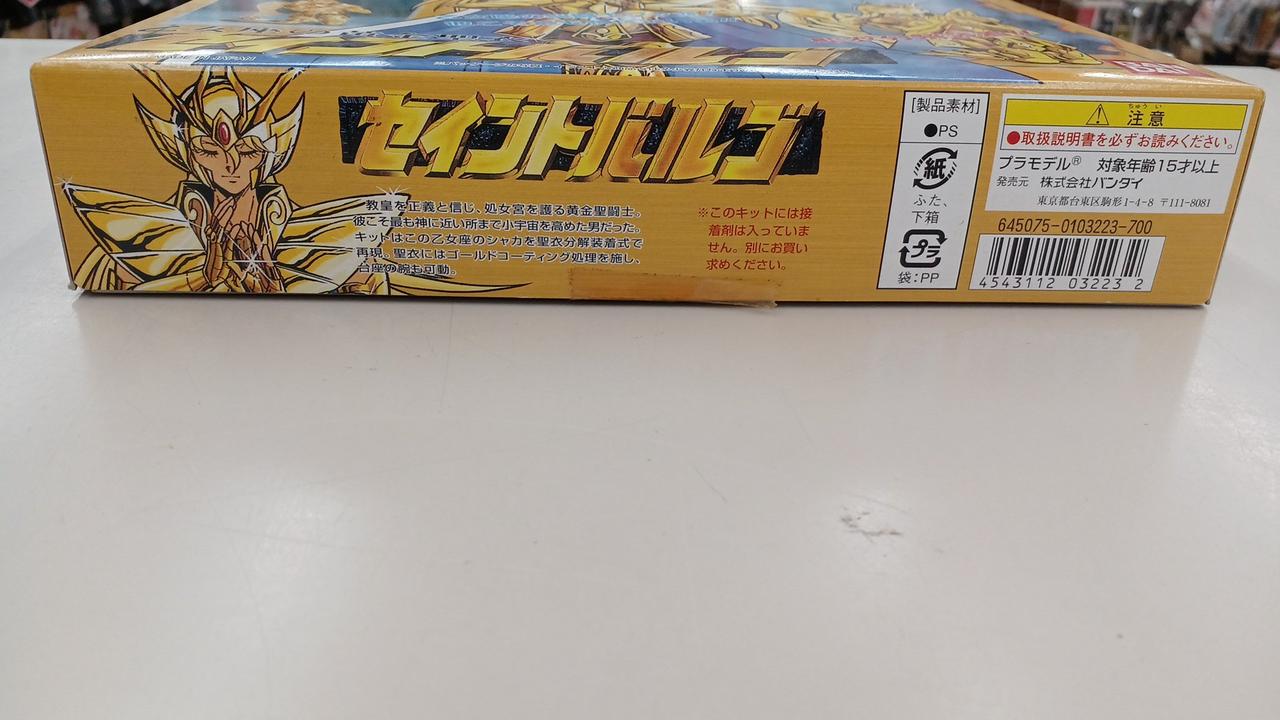 セイントバルゴ
教皇を正義と信じ、処女宮を護る黄金聖闘士。
彼こそ最も神に近い所まで小宇宙を高めた男だった。
キットはこの乙女座のシャカを聖衣分解装着式で
再現。聖衣にはゴールドコーティング処理を施し、
台座の腕も可動。
※このキットには接
着剤は入っていま
せん。別にお買い
求めください。
[製品素材]
●PS
紙
ふた、
下箱
プラ
袋:PP
ちゅうい
注意
●取扱説明書を必ずお読みください。
プラモデル® 対象年齢15才以上
発売元 株式会社バンダイ
東京都台東区駒形1-4-8 〒111-8081
645075-0103223-700
4543112 03223 2